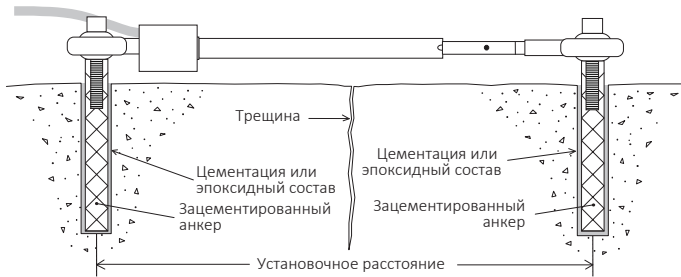 Трещина
Цементация или
эпоксидный состав
Зацементированный
анкер
Цементация или
эпоксидный состав
Зацементированный
анкер
Установочное расстояние